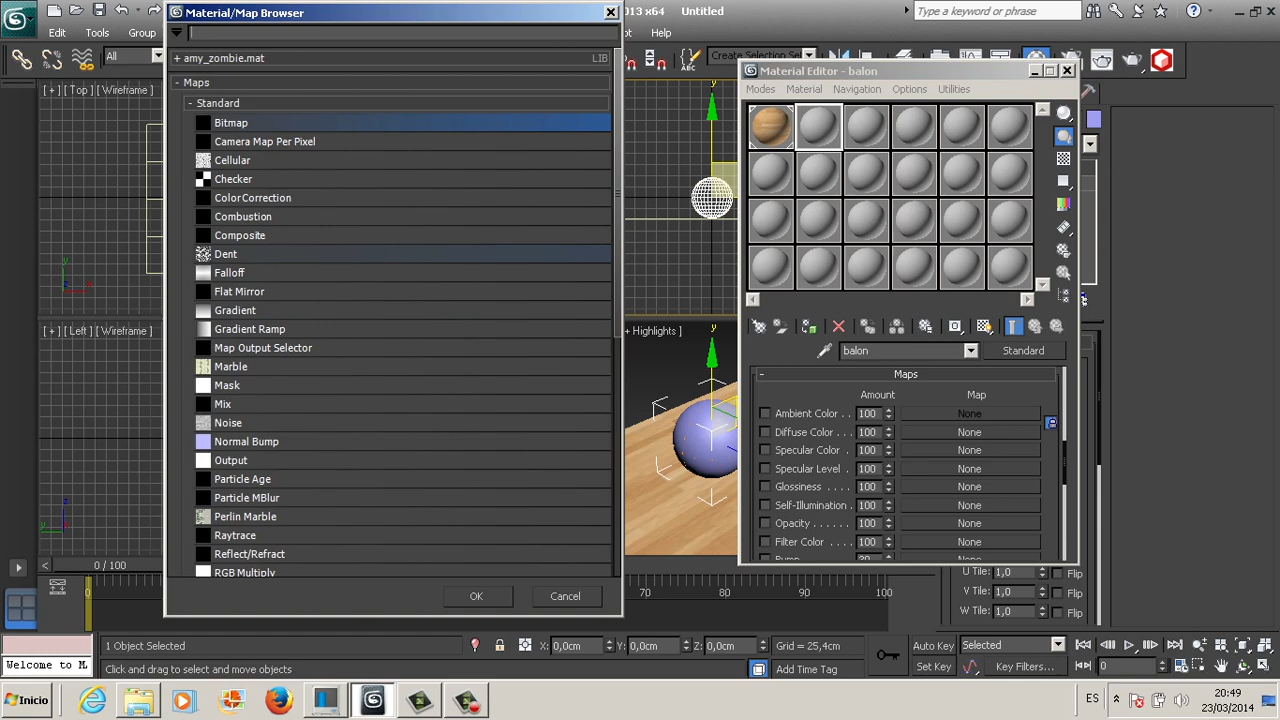 Material/Map Browser
013 x64
Untitled
Type a keyword or phrase
Edit
Tools
Group
All
Create Selection Se
+ amy_zombie.mat
LIB
- Maps
- Standard
Bitmap
Camera Map Per Pixel
Cellular
Checker
ColorCorrection
Combustion
Composite
Dent
Falloff
Flat Mirror
Gradient
Gradient Ramp
Map Output Selector
Marble
Mask
Mix
Noise
Normal Bump
Output
Particle Age
Particle MBlur
Perlin Marble
Raytrace
Reflect/Refract
RGB Multiply
OK
Cancel
[ + ] [ Top ] [ Wireframe ]
[ + ] [ Left ] [ Wireframe ]
+ Highlights ]
y
x
z
Material Editor - balon
Modes
Material
Navigation
Options
Utilities
balon
Standard
- Maps
Amount
Map
Ambient Color . .
100
None
Diffuse Color . . .
100
None
Specular Color
100
None
Specular Level .
100
None
Glossiness . . . .
100
None
Self-Illumination
100
None
Opacity . . . . . .
100
None
Filter Color . . .
100
None
U Tile: 1,0
Flip
V Tile: 1,0
Flip
W Tile: 1,0
Flip
< 0 / 100
0
70
80
90
100
1 Object Selected
X: 0,0cm
Y: 0,0cm
Z: 0,0cm
Grid = 25,4cm
Auto Key
Selected
Welcome to M
Click and drag to select and move objects
Add Time Tag
Set Key
Key Filters...
0
Inicio
ES
20:49
23/03/2014